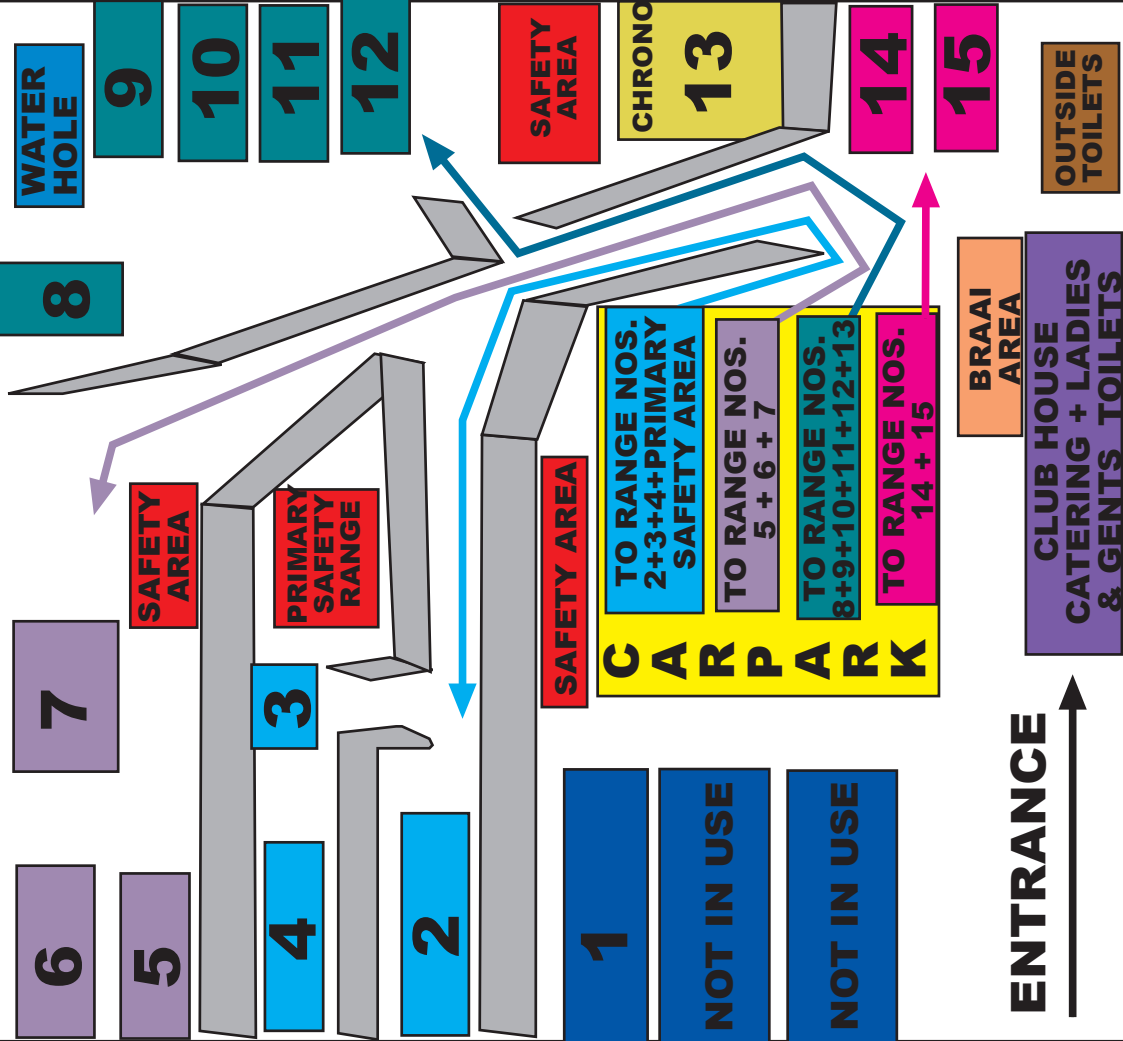 6
5
7
SAFETY
AREA
8
WATER
HOLE
9
10
11
12
4
3
PRIMARY
SAFETY
RANGE
2
SAFETY AREA
SAFETY
AREA
CHRONO
13
14
15
1
NOT IN USE
NOT IN USE
CAR PARK
TO RANGE NOS.
2+3+4+PRIMARY
SAFETY AREA
TO RANGE NOS.
5 + 6 + 7
TO RANGE NOS.
8+9+10+11+12+13
TO RANGE NOS.
14 + 15
BRAAI
AREA
OUTSIDE
TOILETS
ENTRANCE
CLUB HOUSE
CATERING + LADIES
& GENTS TOILETS